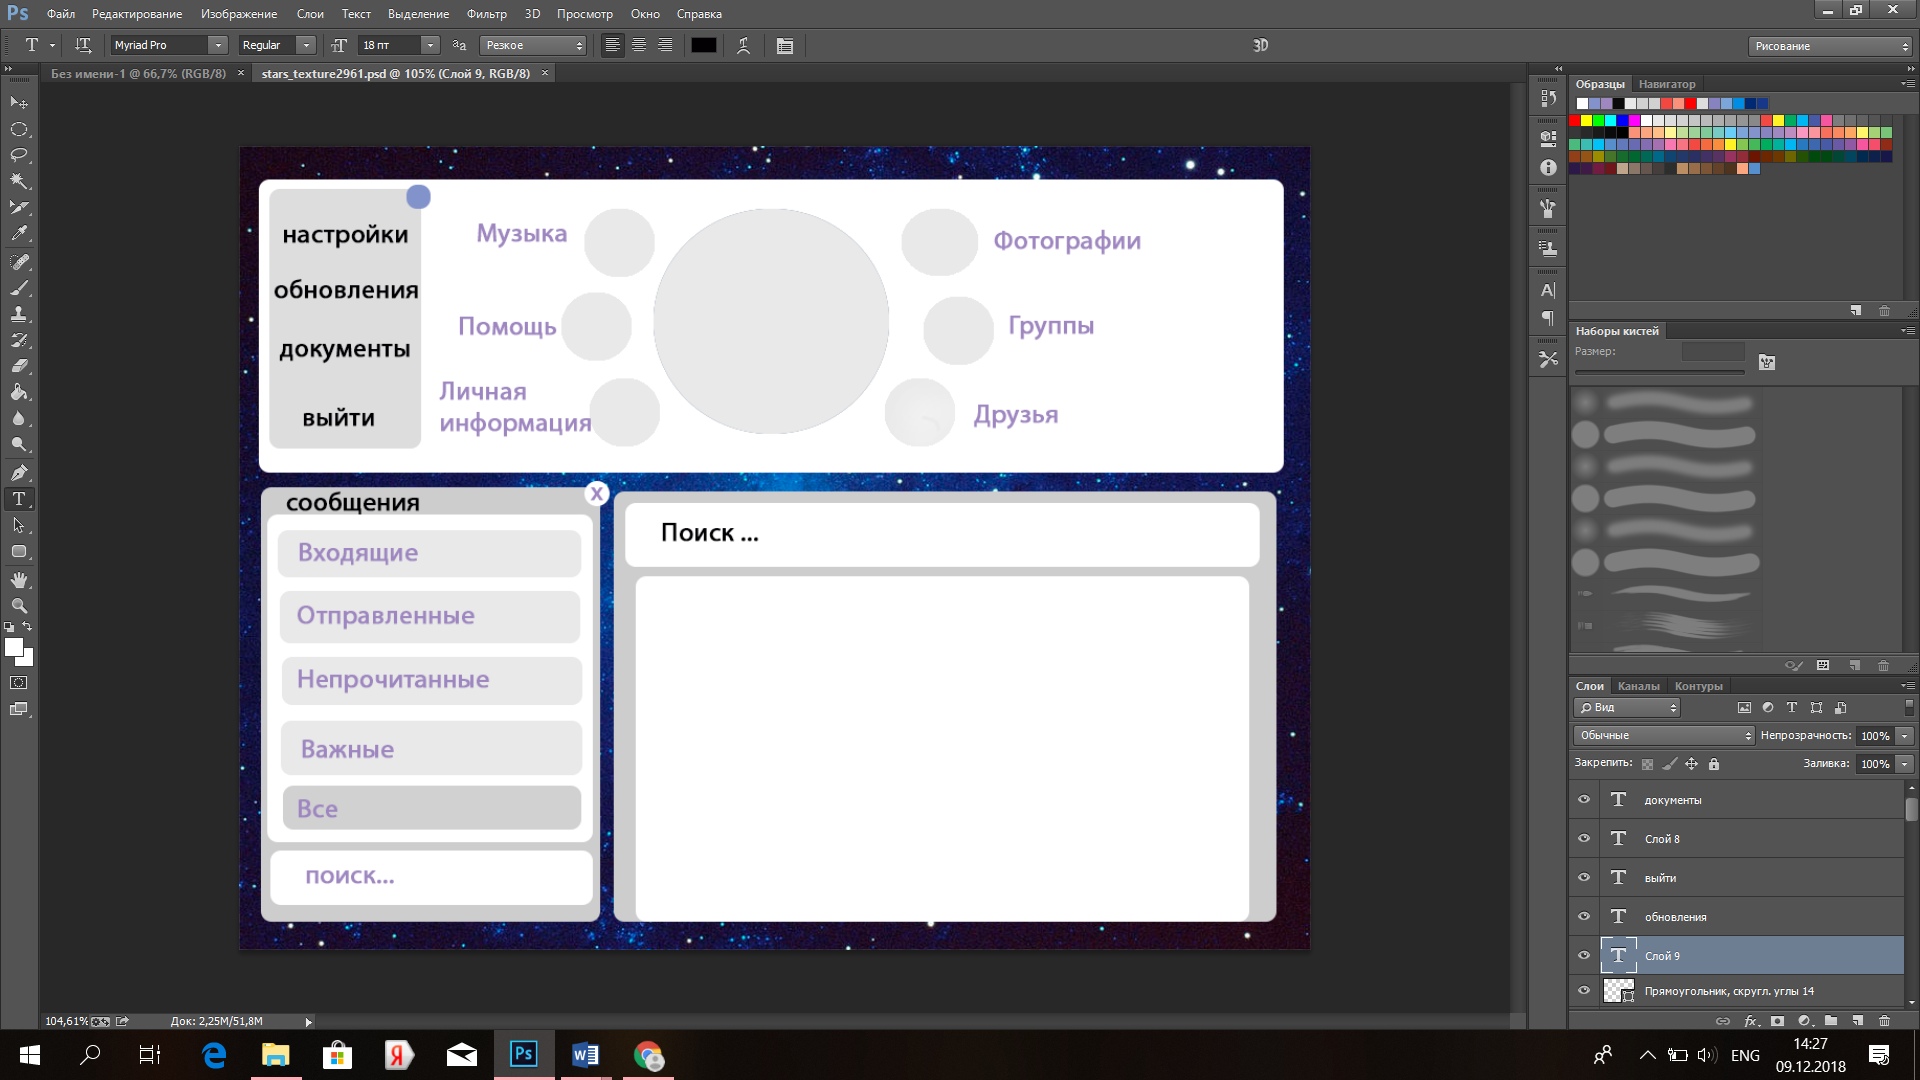 Ps Файл Редактирование Изображение Слои Текст Выделение Фильтр 3D Просмотр Окно Справка
T Myriad Pro Regular 18 пт aa Резкое 3D Рисование
Без имени-1 @ 66,7% (RGB/8) × stars_texture2961.psd @ 105% (Слой 9, RGB/8) ×
Образцы Навигатор
настройки
обновления
документы
выйти
Музыка
Помощь
Личная
информация
Фотографии
Группы
Друзья
сообщения
X
Входящие
Отправленные
Непрочитанные
Важные
Все
поиск...
Поиск ...
Наборы кистей
Размер:
Слои Каналы Контуры
Вид
Обычные Непрозрачность: 100%
Закрепить: Заливка: 100%
документы
Слой 8
выйти
обновления
Слой 9
Прямоугольник, скругл. углы 14
104,61% Док: 2,25M/51,8M
ENG
14:27
09.12.2018